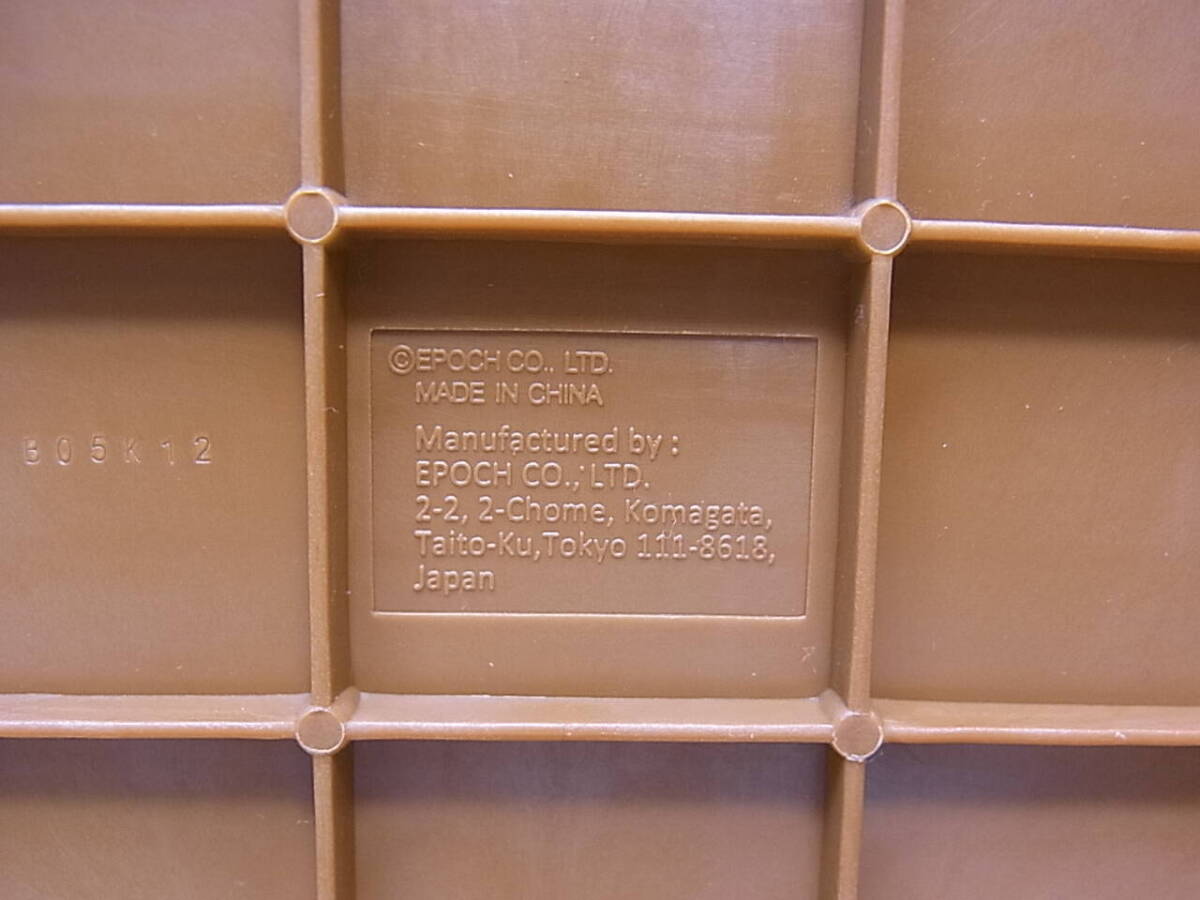 ©EPOCH CO., LTD.
MADE IN CHINA
Manufactured by :
EPOCH CO., LTD.
2-2, 2-Chome, Komagata,
Taito-Ku,Tokyo 111-8618,
Japan
B05K12